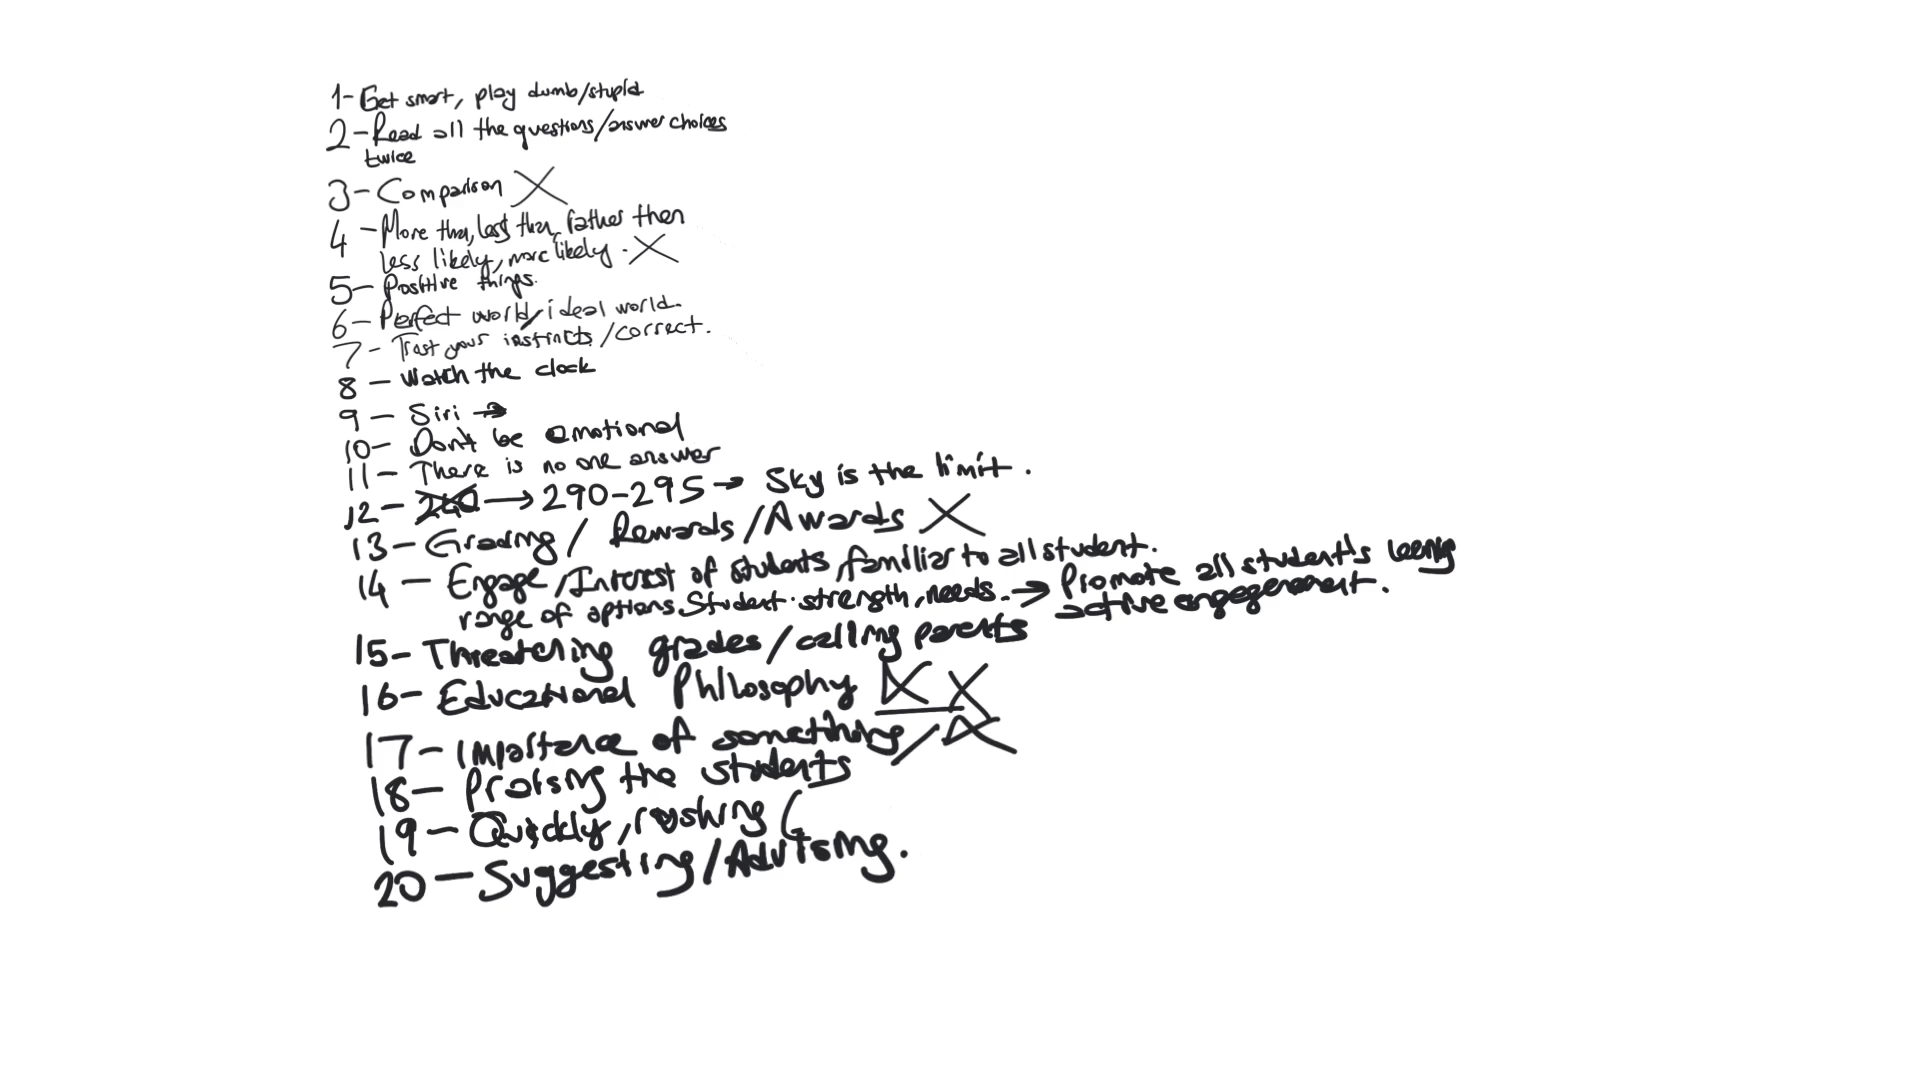 1- Get smart, play dumb/stupid
2- Read all the questions/answer choices
twice
3- Comparison X
4- More than, less than, rather then
less likely, more likely. X
5- Positive things.
6- Perfect world/ideal world.
7- Trust your instincts/correct.
8- Watch the clock
9- Siri →
10- Don't be emotional
11- There is no one answer
12- 240 → 290-295 → Sky is the limit.
13- Grading/ Rewards/Awards X
14- Engage/Interest of students, familiar to all student.
range of options. Student strength, needs. → Promote all student's
active engegement.
15- Threatening grades/calling parents
16- Educational Philosophy X X
17- Importance of something / X
18- Praising the students
19- Quickly, rushing (
20- Suggesting/Advising.